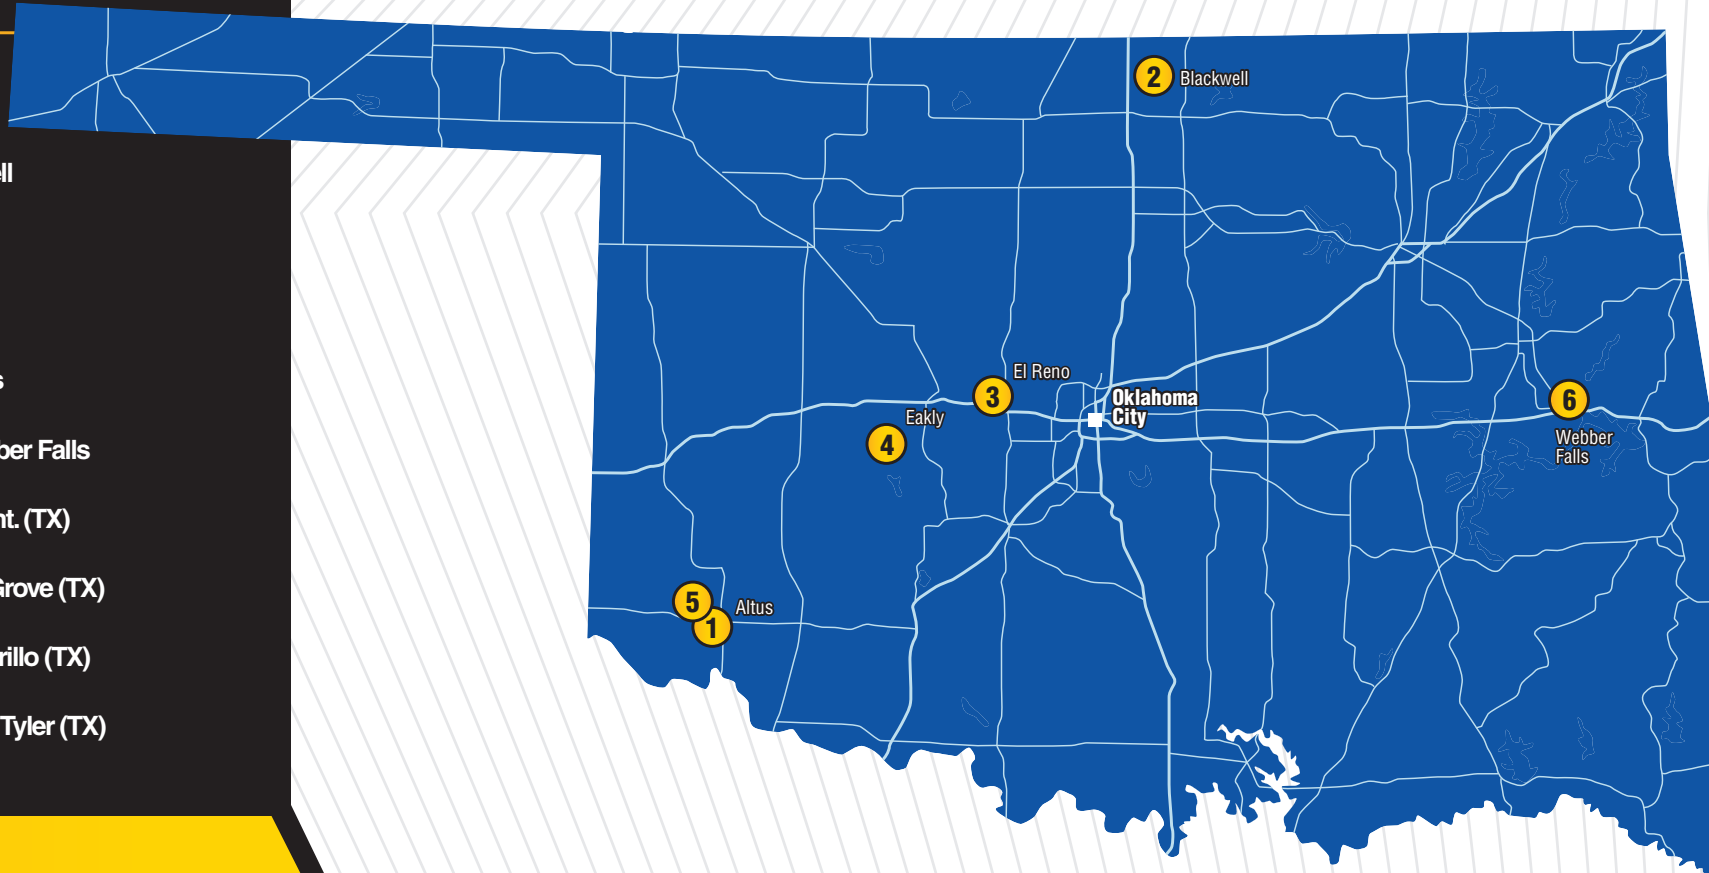 ll
s
ber Falls
nt. (TX)
Grove (TX)
rillo (TX)
Tyler (TX)
2
Blackwell
El Reno
3
Oklahoma
City
Eakly
4
6
Webber
Falls
5
Altus
1